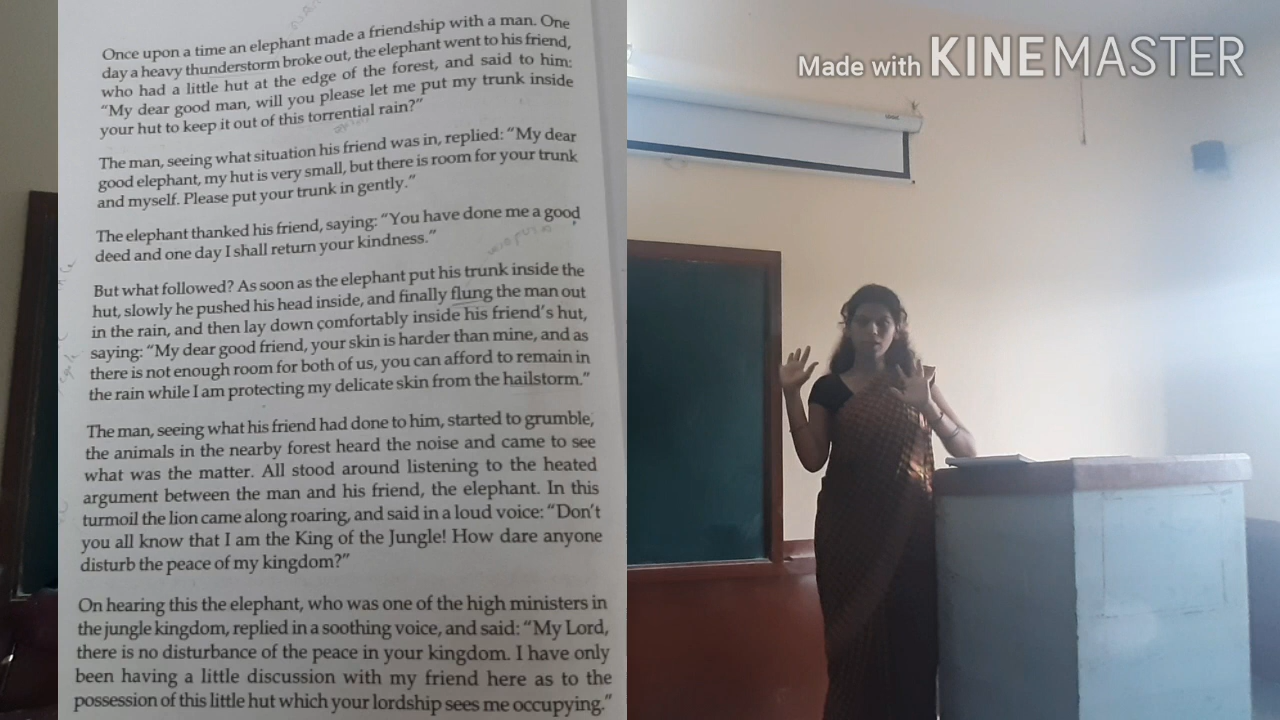 Once upon a time an elephant made a friendship with a man. One
day a heavy thunderstorm broke out, the elephant went to his friend,
who had a little hut at the edge of the forest, and said to him:
“My dear good man, will you please let me put my trunk inside
your hut to keep it out of this torrential rain?”
The man, seeing what situation his friend was in, replied: “My dear
good elephant, my hut is very small, but there is room for your trunk
and myself. Please put your trunk in gently.”
The elephant thanked his friend, saying: “You have done me a good
deed and one day I shall return your kindness.”
But what followed? As soon as the elephant put his trunk inside the
hut, slowly he pushed his head inside, and finally flung the man out
in the rain, and then lay down comfortably inside his friend’s hut,
saying: “My dear good friend, your skin is harder than mine, and as
there is not enough room for both of us, you can afford to remain in
the rain while I am protecting my delicate skin from the hailstorm.”
The man, seeing what his friend had done to him, started to grumble,
the animals in the nearby forest heard the noise and came to see
what was the matter. All stood around listening to the heated
argument between the man and his friend, the elephant. In this
turmoil the lion came along roaring, and said in a loud voice: “Don’t
you all know that I am the King of the Jungle! How dare anyone
disturb the peace of my kingdom?”
On hearing this the elephant, who was one of the high ministers in
the jungle kingdom, replied in a soothing voice, and said: “My Lord,
there is no disturbance of the peace in your kingdom. I have only
been having a little discussion with my friend here as to the
possession of this little hut which your lordship sees me occupying.”
Made with KINEMASTER